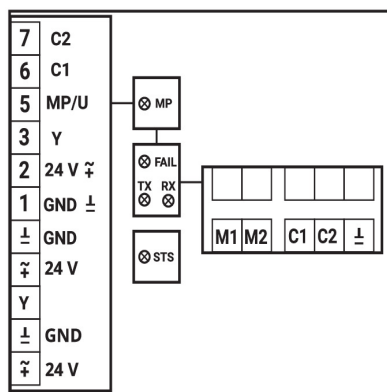 7 C2
6 C1
5 MP/U
3 Y
2 24 V ⍨
1 GND ⊥
⊥ GND
⍨ 24 V
Y
⊥ GND
⍨ 24 V
MP
FAIL
TX RX
STS
M1 M2 C1 C2 ⊥